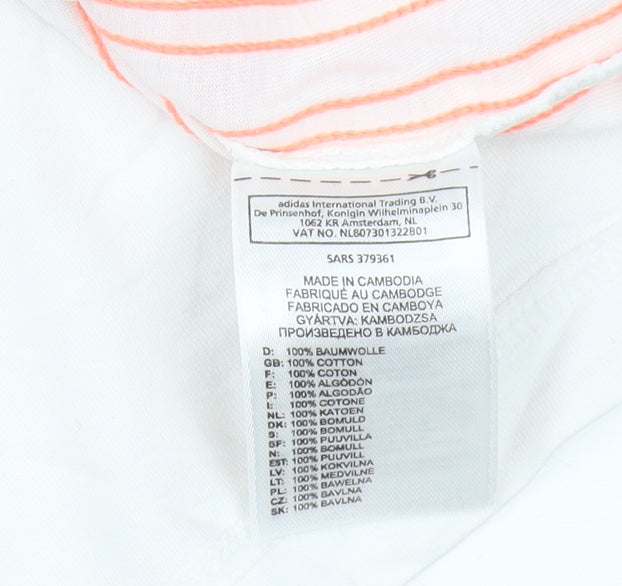 adidas International Trading B.V.
De Prinsenhof, Konigin Wilhelminaplein 30
1062 KR Amsterdam, NL
VAT NO. NL807301322B01
SARS 379361
MADE IN CAMBODIA
FABRIQUÉ AU CAMBODGE
FABRICADO EN CAMBOYA
GYÁRTVA: KAMBODZSA
ПРОИЗВЕДЕНО В КАМБОДЖА
D: 100% BAUMWOLLE
GB: 100% COTTON
F: 100% COTON
E: 100% ALGODÓN
P: 100% ALGODÃO
I: 100% COTONE
NL: 100% KATOEN
DK: 100% BOMULD
S: 100% BOMULL
SF: 100% PUUVILLA
N: 100% BOMULL
EST: 100% PUUVILL
LV: 100% KOKVILNA
LT: 100% MEDVILNE
PL: 100% BAWELNA
CZ: 100% BAVLNA
SK: 100% BAVLNA